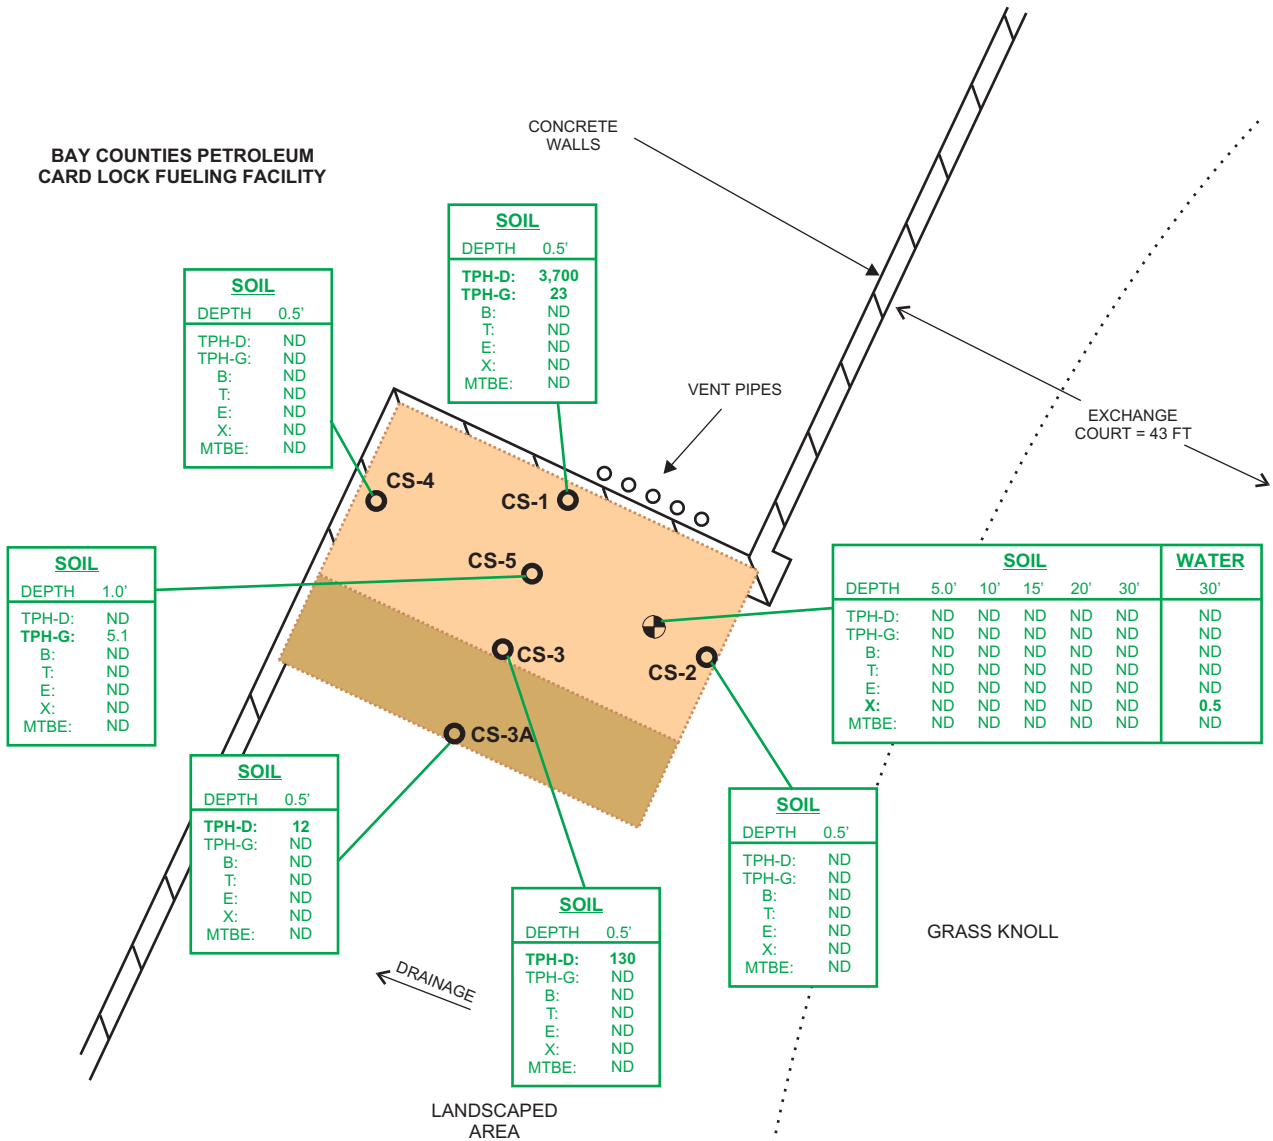 CONCRETE
WALLS
BAY COUNTIES PETROLEUM
CARD LOCK FUELING FACILITY
SOIL
DEPTH 0.5'
TPH-D: 3,700
TPH-G: 23
B: ND
T: ND
E: ND
X: ND
MTBE: ND
SOIL
DEPTH 0.5'
TPH-D: ND
TPH-G: ND
B: ND
T: ND
E: ND
X: ND
MTBE: ND
VENT PIPES
EXCHANGE
COURT = 43 FT
CS-4
CS-1
CS-5
CS-3
CS-2
CS-3A
SOIL
DEPTH 1.0'
TPH-D: ND
TPH-G: 5.1
B: ND
T: ND
E: ND
X: ND
MTBE: ND
SOIL WATER
DEPTH 5.0' 10' 15' 20' 30' 30'
TPH-D: ND ND ND ND ND ND
TPH-G: ND ND ND ND ND ND
B: ND ND ND ND ND ND
T: ND ND ND ND ND ND
E: ND ND ND ND ND ND
X: ND ND ND ND ND 0.5
MTBE: ND ND ND ND ND ND
SOIL
DEPTH 0.5'
TPH-D: 12
TPH-G: ND
B: ND
T: ND
E: ND
X: ND
MTBE: ND
SOIL
DEPTH 0.5'
TPH-D: ND
TPH-G: ND
B: ND
T: ND
E: ND
X: ND
MTBE: ND
SOIL
DEPTH 0.5'
TPH-D: 130
TPH-G: ND
B: ND
T: ND
E: ND
X: ND
MTBE: ND
GRASS KNOLL
DRAINAGE
LANDSCAPED
AREA